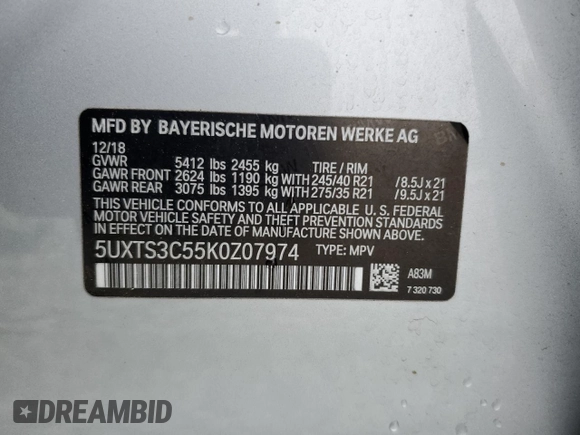 MFD BY BAYERISCHE MOTOREN WERKE AG
12/18
GVWR 5412 lbs 2455 kg TIRE / RIM
GAWR FRONT 2624 lbs 1190 kg WITH 245/40 R21 /8.5J x 21
GAWR REAR 3075 lbs 1395 kg WITH 275/35 R21 /9.5J x 21
THIS VEHICLE CONFORMS TO ALL APPLICABLE U. S. FEDERAL
MOTOR VEHICLE SAFETY STANDARDS IN
EFFECT ON THE DATE OF MANUFACTURE SHOWN ABOVE.
5UXTS3C55K0Z07974 TYPE: MPV
A83M
7 320 730
DREAMBID